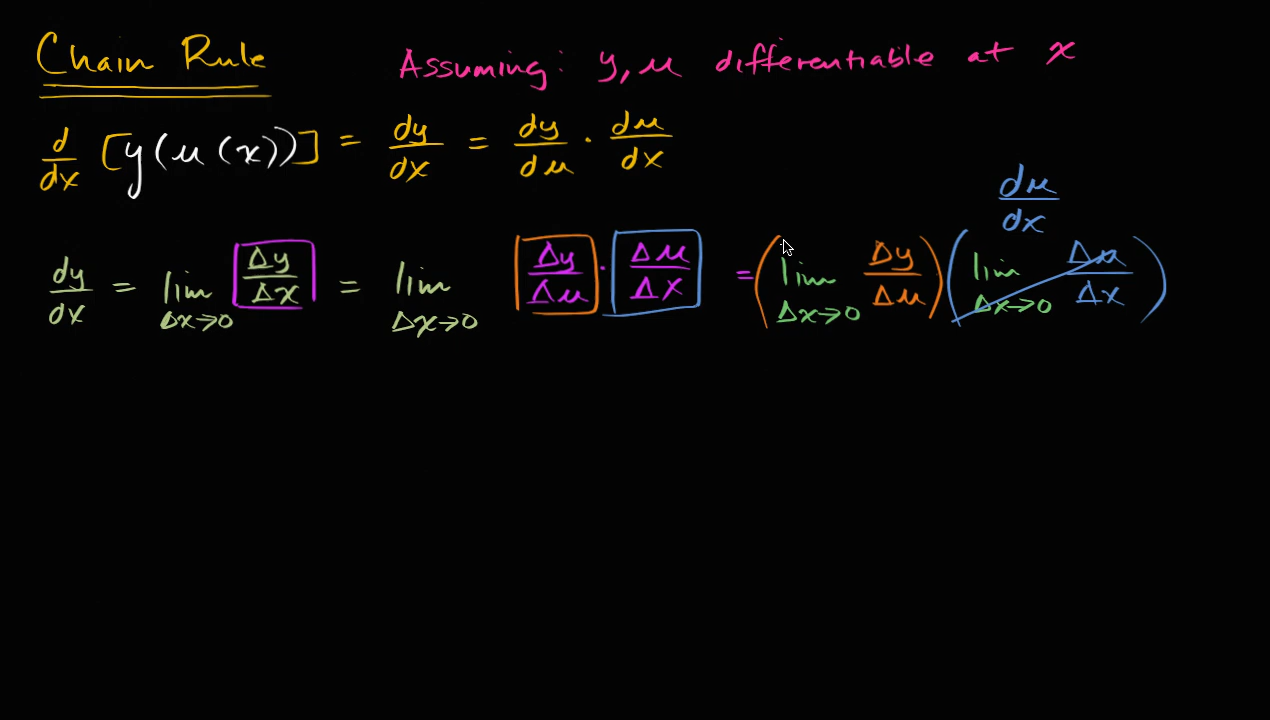 Chain Rule Assuming: y, u differentiable at x
d/dx [y(u(x))] = dy/dx = dy/du · du/dx
du/dx
dy/dx = lim Δx→0 Δy/Δx = lim Δx→0 Δy/Δu · Δu/Δx = (lim Δx→0 Δy/Δu)(lim Δx→0 Δu/Δx)